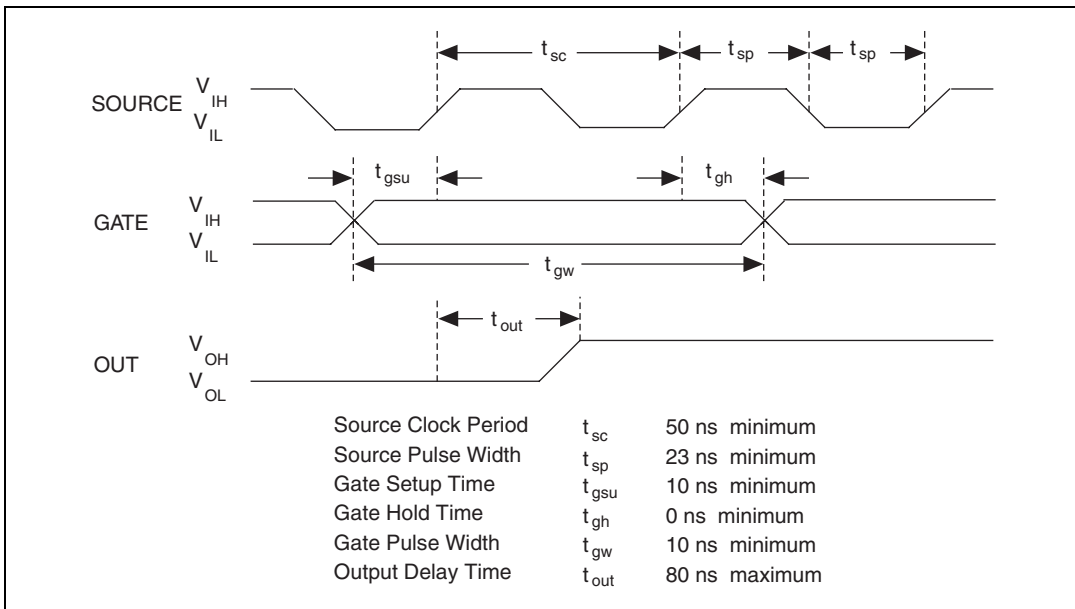 t sc t sp t sp
SOURCE V IH
V IL
t gsu t gh
GATE V IH
V IL
t gw
t out
OUT V OH
V OL
Source Clock Period t sc 50 ns minimum
Source Pulse Width t sp 23 ns minimum
Gate Setup Time t gsu 10 ns minimum
Gate Hold Time t gh 0 ns minimum
Gate Pulse Width t gw 10 ns minimum
Output Delay Time t out 80 ns maximum